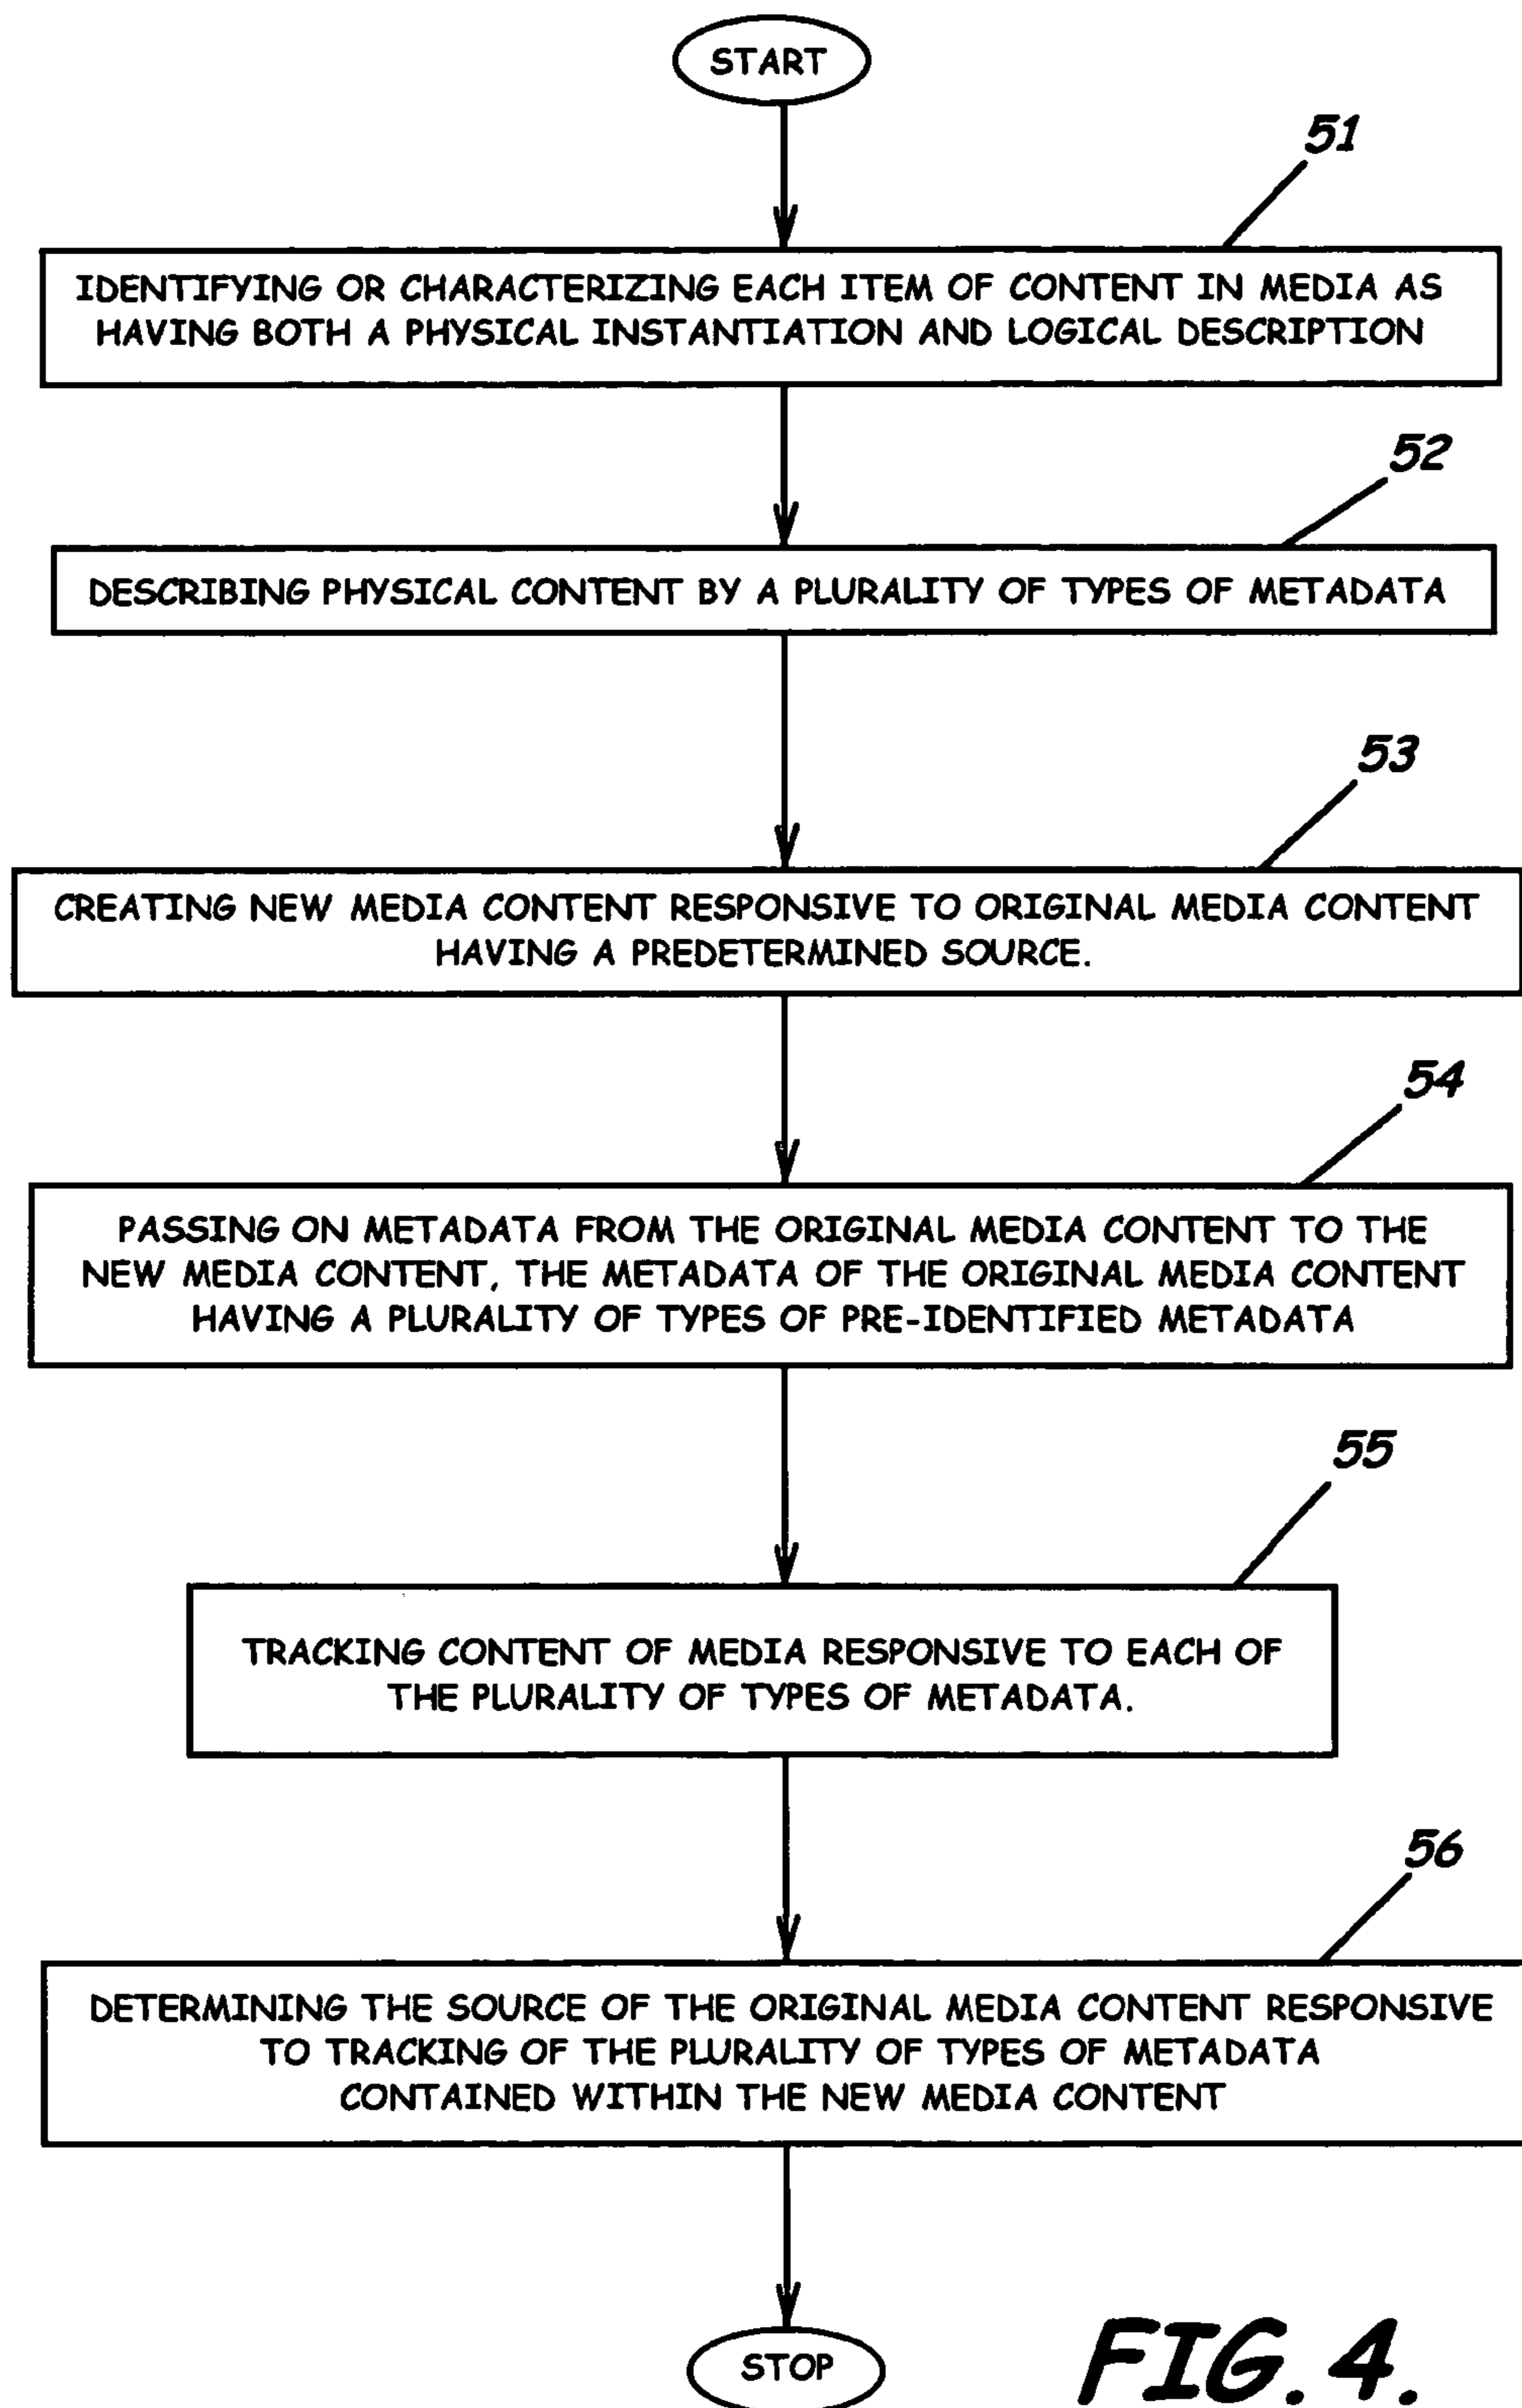 START
51
IDENTIFYING OR CHARACTERIZING EACH ITEM OF CONTENT IN MEDIA AS
HAVING BOTH A PHYSICAL INSTANTIATION AND LOGICAL DESCRIPTION
52
DESCRIBING PHYSICAL CONTENT BY A PLURALITY OF TYPES OF METADATA
53
CREATING NEW MEDIA CONTENT RESPONSIVE TO ORIGINAL MEDIA CONTENT
HAVING A PREDETERMINED SOURCE.
54
PASSING ON METADATA FROM THE ORIGINAL MEDIA CONTENT TO THE
NEW MEDIA CONTENT, THE METADATA OF THE ORIGINAL MEDIA CONTENT
HAVING A PLURALITY OF TYPES OF PRE-IDENTIFIED METADATA
55
TRACKING CONTENT OF MEDIA RESPONSIVE TO EACH OF
THE PLURALITY OF TYPES OF METADATA.
56
DETERMINING THE SOURCE OF THE ORIGINAL MEDIA CONTENT RESPONSIVE
TO TRACKING OF THE PLURALITY OF TYPES OF METADATA
CONTAINED WITHIN THE NEW MEDIA CONTENT
STOP
FIG. 4.